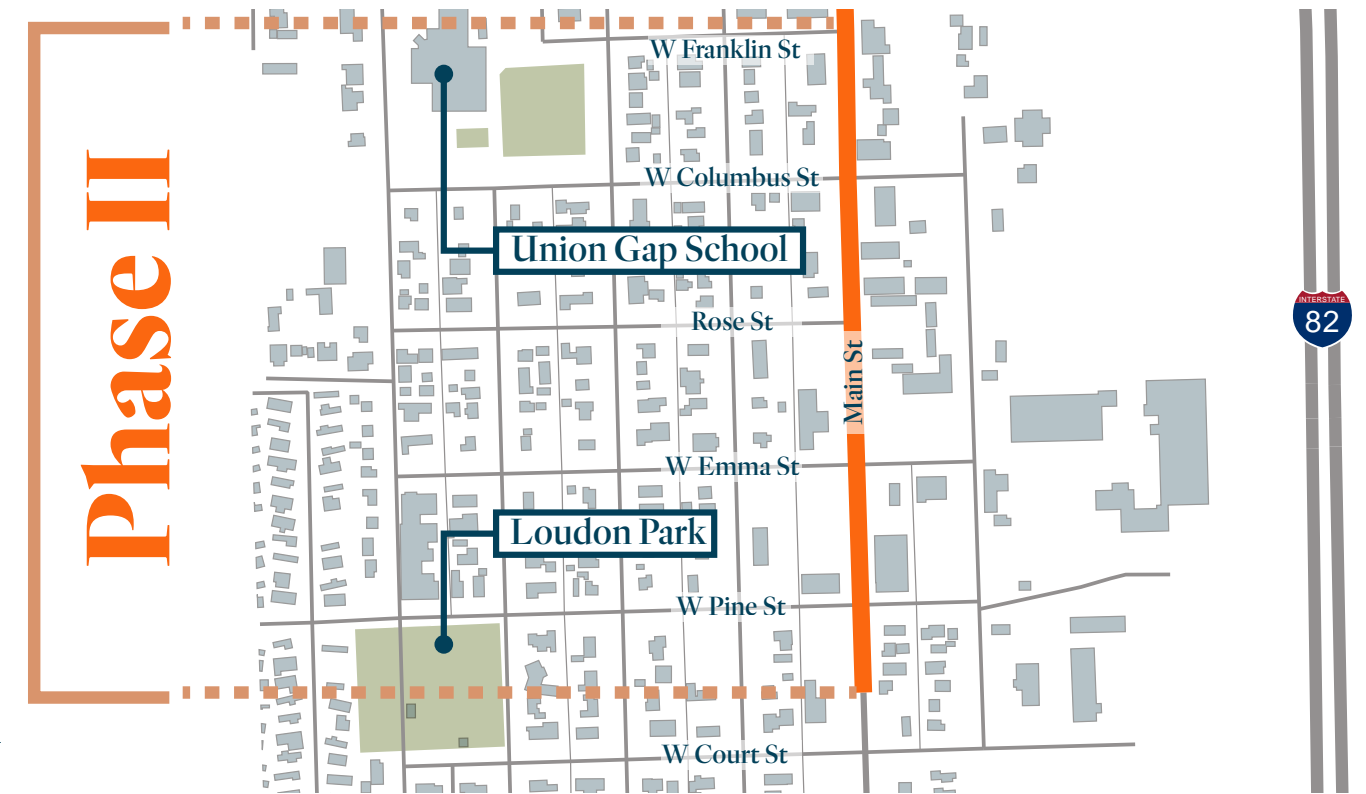 W Franklin St
W Columbus St
Union Gap School
Phase II
INTERSTATE
82
Rose St
Main St
W Emma St
Loudon Park
W Pine St
W Court St